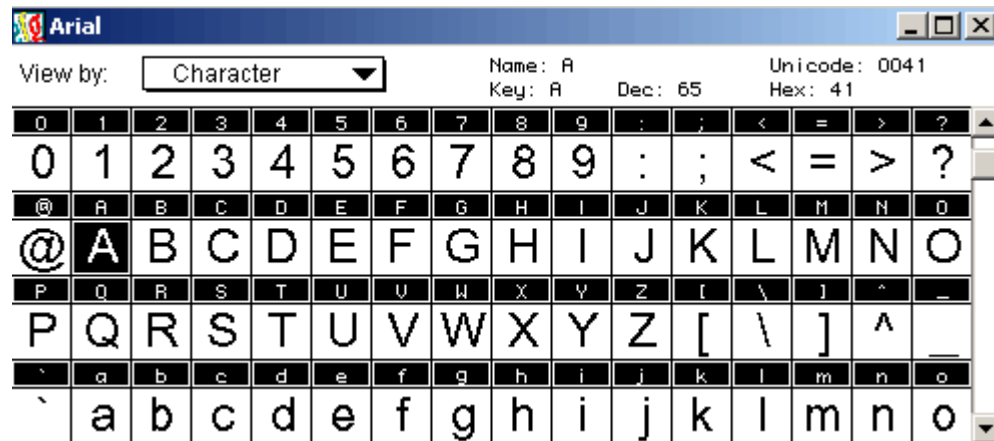 Arial
View by: Character Name: A Unicode: 0041
Key: A Dec: 65 Hex: 41
0 1 2 3 4 5 6 7 8 9 : ; < = > ?
0 1 2 3 4 5 6 7 8 9 : ; < = > ?
@ A B C D E F G H I J K L M N O
@ A B C D E F G H I J K L M N O
P Q R S T U V W X Y Z [ \ ] ^ _
P Q R S T U V W X Y Z [ \ ] ^ _
` a b c d e f g h i j k l m n o
` a b c d e f g h i j k l m n o